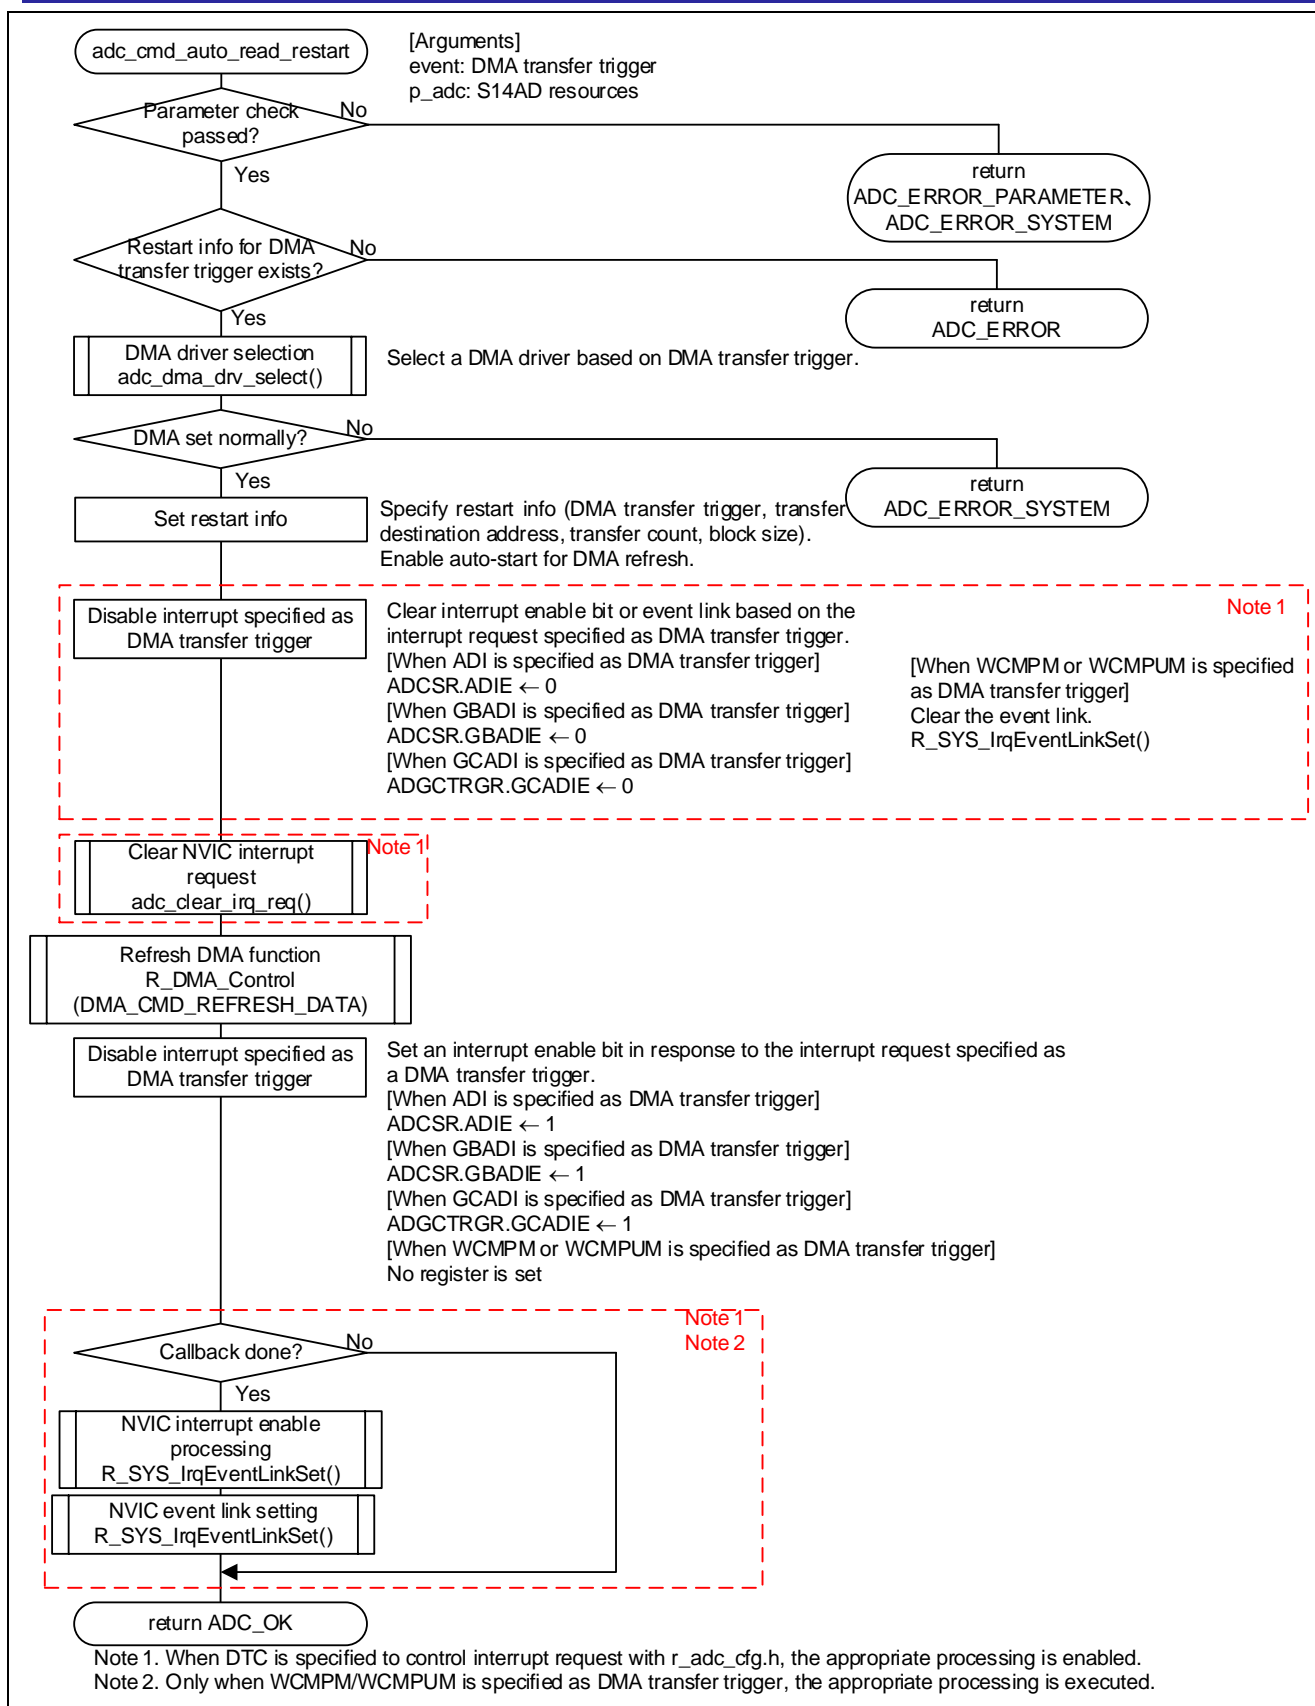 adc_cmd_auto_read_restart
[Arguments]
event: DMA transfer trigger
p_adc: S14AD resources
Parameter check
passed?
No
Yes
return
ADC_ERROR_PARAMETER、
ADC_ERROR_SYSTEM
Restart info for DMA
transfer trigger exists?
No
Yes
return
ADC_ERROR
DMA driver selection
adc_dma_drv_select()
Select a DMA driver based on DMA transfer trigger.
DMA set normally?
No
Yes
return
ADC_ERROR_SYSTEM
Set restart info
Specify restart info (DMA transfer trigger, transfer
destination address, transfer count, block size).
Enable auto-start for DMA refresh.
Note 1
Disable interrupt specified as
DMA transfer trigger
Clear interrupt enable bit or event link based on the
interrupt request specified as DMA transfer trigger.
[When ADI is specified as DMA transfer trigger]
ADCSR.ADIE ← 0
[When GBADI is specified as DMA transfer trigger]
ADCSR.GBADIE ← 0
[When GCADI is specified as DMA transfer trigger]
ADGCTRGR.GCADIE ← 0
[When WCMPM or WCMPUM is specified
as DMA transfer trigger]
Clear the event link.
R_SYS_IrqEventLinkSet()
Note 1
Clear NVIC interrupt
request
adc_clear_irq_req()
Refresh DMA function
R_DMA_Control
(DMA_CMD_REFRESH_DATA)
Disable interrupt specified as
DMA transfer trigger
Set an interrupt enable bit in response to the interrupt request specified as
a DMA transfer trigger.
[When ADI is specified as DMA transfer trigger]
ADCSR.ADIE ← 1
[When GBADI is specified as DMA transfer trigger]
ADCSR.GBADIE ← 1
[When GCADI is specified as DMA transfer trigger]
ADGCTRGR.GCADIE ← 1
[When WCMPM or WCMPUM is specified as DMA transfer trigger]
No register is set
Note 1
Note 2
Callback done?
No
Yes
NVIC interrupt enable
processing
R_SYS_IrqEventLinkSet()
NVIC event link setting
R_SYS_IrqEventLinkSet()
return ADC_OK
Note 1. When DTC is specified to control interrupt request with r_adc_cfg.h, the appropriate processing is enabled.
Note 2. Only when WCMPM/WCMPUM is specified as DMA transfer trigger, the appropriate processing is executed.